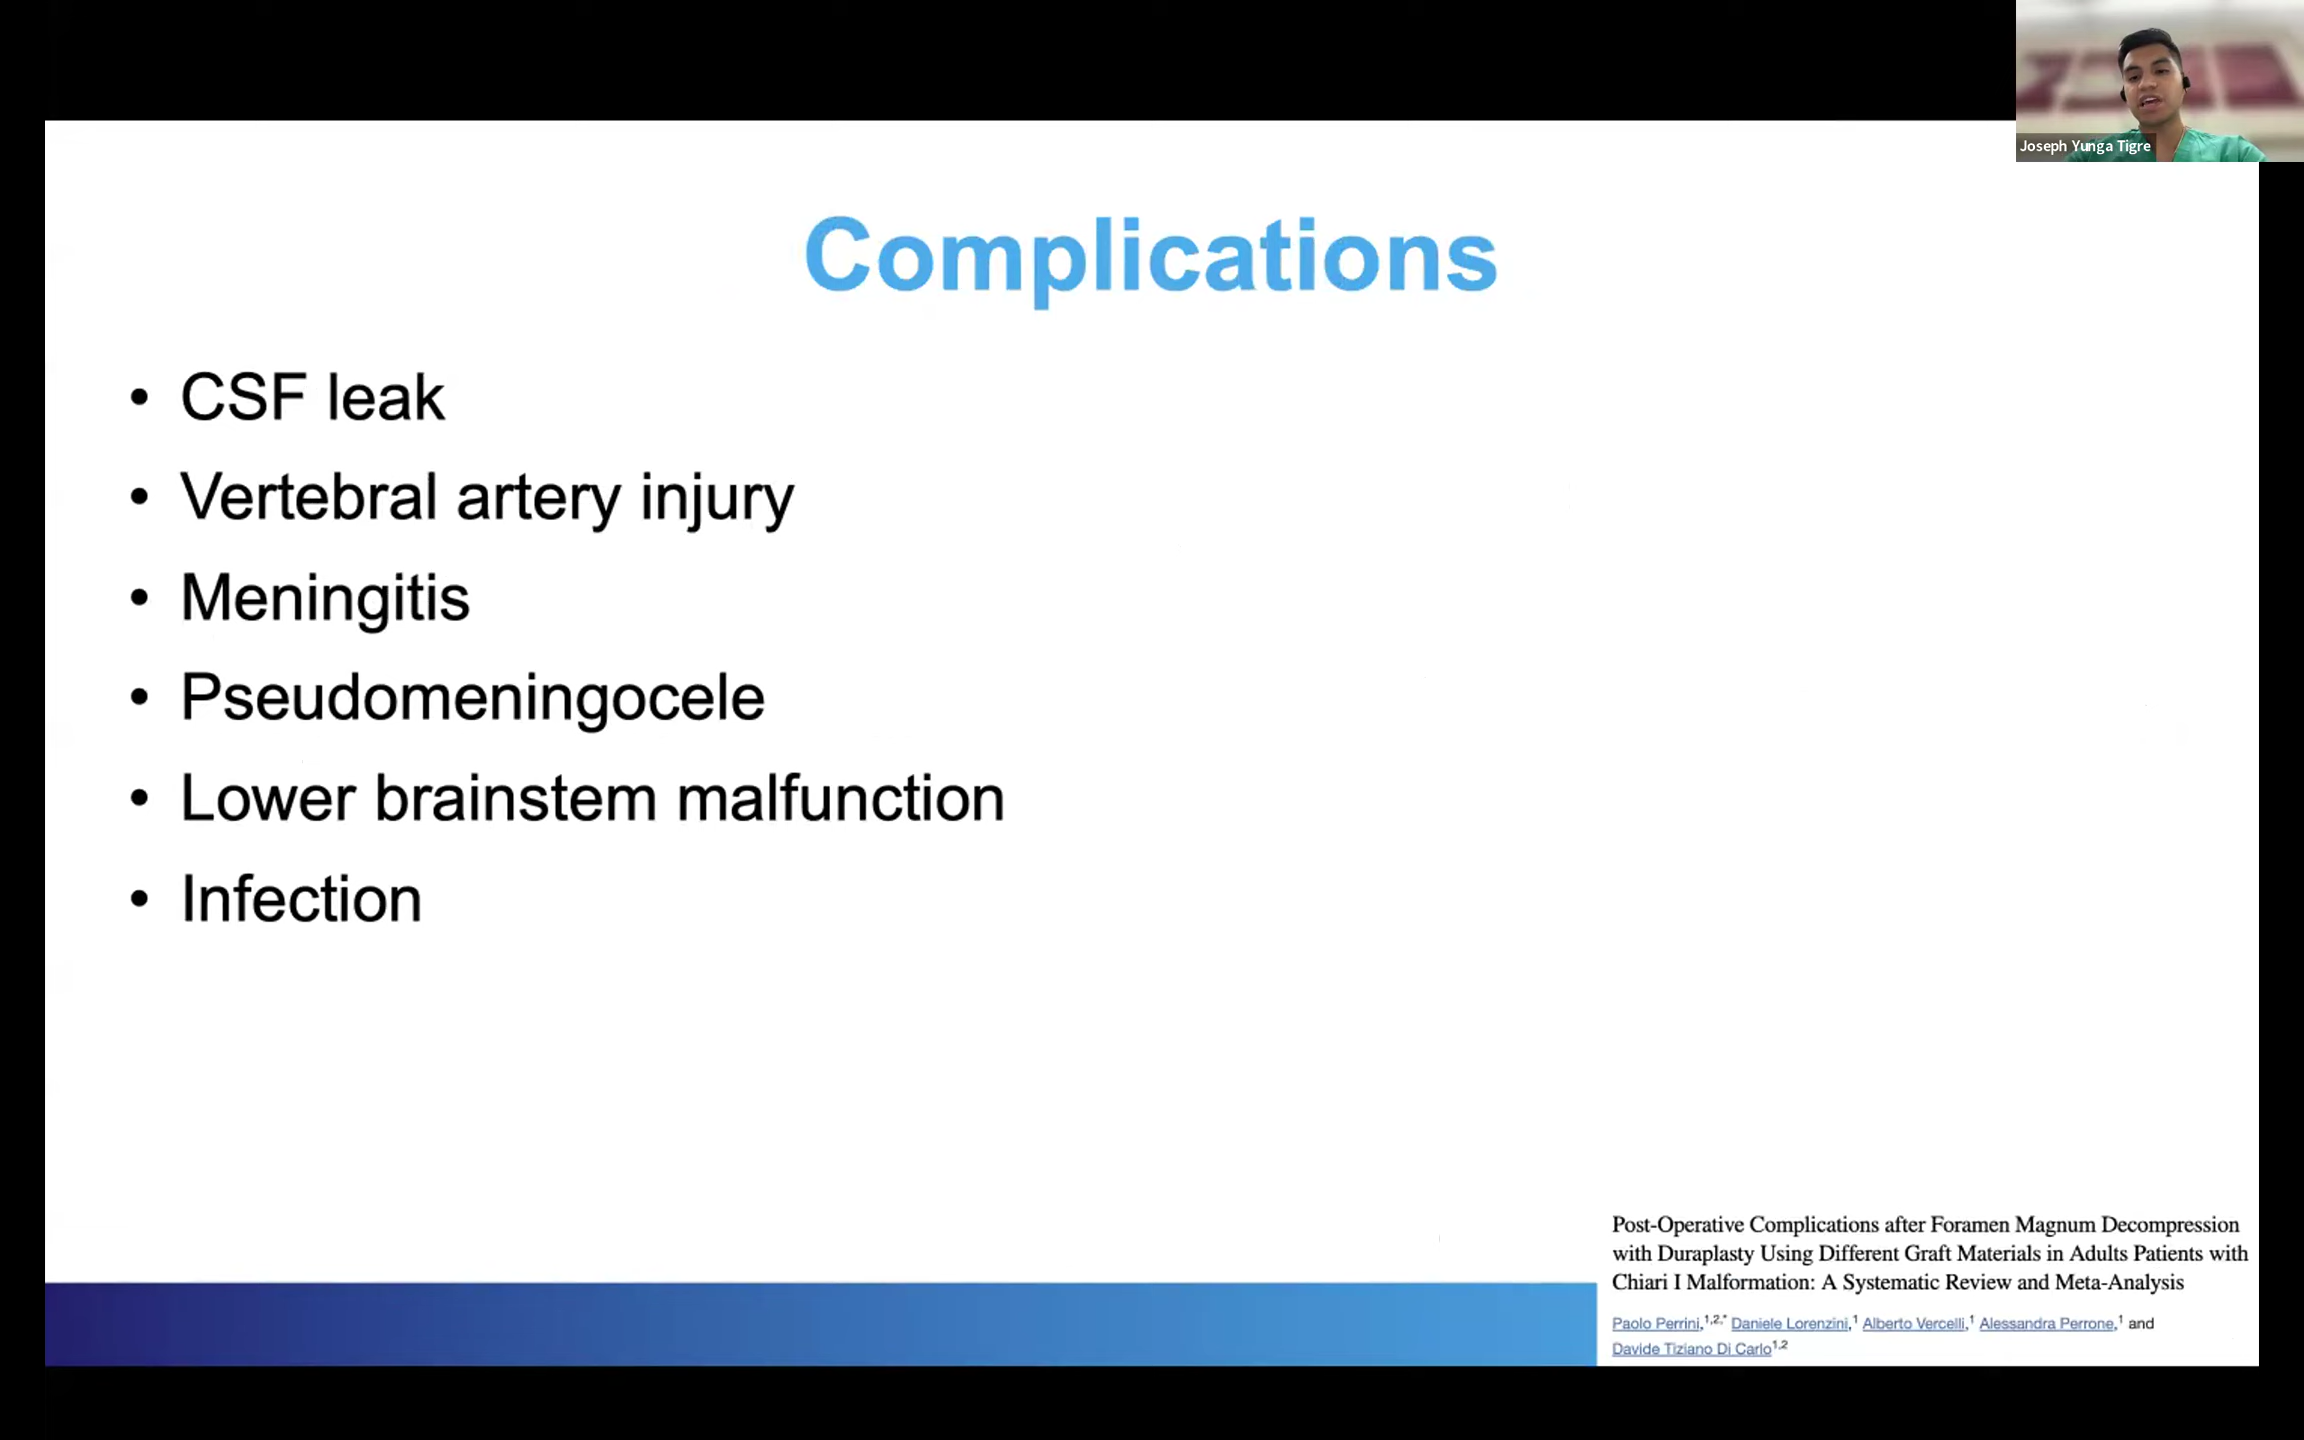 Joseph Yunga Tigre
Complications
• CSF leak
• Vertebral artery injury
• Meningitis
• Pseudomeningocele
• Lower brainstem malfunction
• Infection
Post-Operative Complications after Foramen Magnum Decompression
with Duraplasty Using Different Graft Materials in Adults Patients with
Chiari I Malformation: A Systematic Review and Meta-Analysis
Paolo Perrini,1,2,* Daniele Lorenzini,1 Alberto Vercelli,1 Alessandra Perrone,1 and
Davide Tiziano Di Carlo1,2